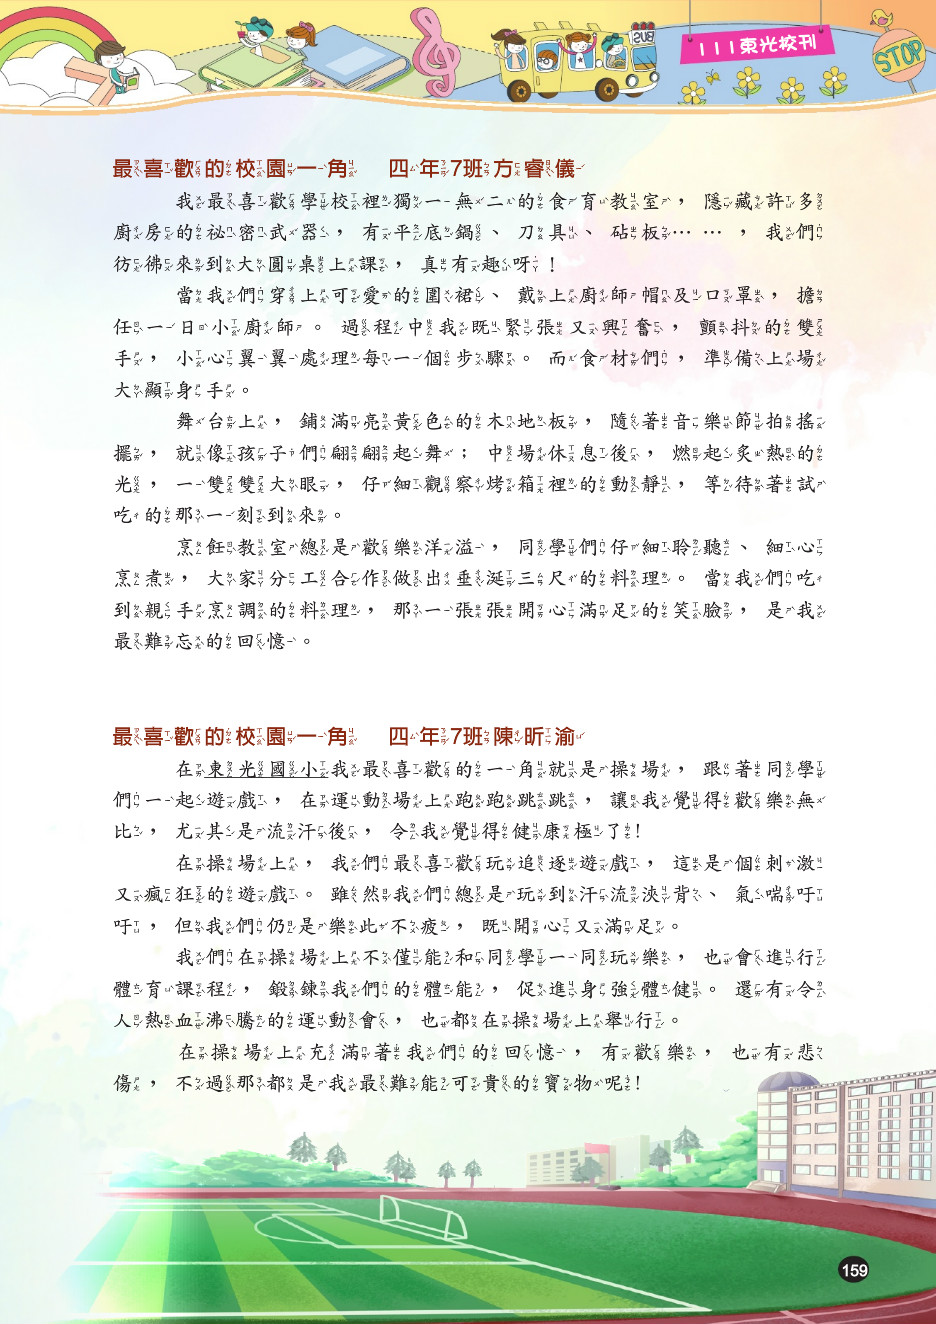 BUS
111東光校刊
STOP
最喜歡的校園一角 四年7班方睿儀
我最喜歡學校裡獨一無二的食育教室，隱藏許多
廚房的祕密武器，有平底鍋、刀具、砧板……，我們
彷彿來到大圓桌上課，真有趣呀！
當我們穿上可愛的圍裙、戴上廚師帽及口罩，擔
任一日小廚師。過程中我既緊張又興奮，顫抖的雙
手，小心翼翼處理每一個步驟。而食材們，準備上場
大顯身手。
舞台上，鋪滿亮黃色的木地板，隨著音樂節拍搖
擺，就像孩子們翩翩起舞；中場休息後，燃起炙熱的
光，一雙雙大眼，仔細觀察烤箱裡的動靜，等待著試
吃的那一刻到來。
烹飪教室總是歡樂洋溢，同學們仔細聆聽、細心
烹煮，大家分工合作做出垂涎三尺的料理。當我們吃
到親手烹調的料理，那一張張開心滿足的笑臉，是我
最難忘的回憶。
最喜歡的校園一角 四年7班陳昕渝
在東光國小我最喜歡的一角就是操場，跟著同學
們一起遊戲，在運動場上跑跑跳跳，讓我覺得歡樂無
比，尤其是流汗後，令我覺得健康極了！
在操場上，我們最喜歡玩追逐遊戲，這是個刺激
又瘋狂的遊戲。雖然我們總是玩到汗流浹背、氣喘吁
吁，但我們仍是樂此不疲，既開心又滿足。
我們在操場上不僅能和同學一同玩樂，也會進行
體育課程，鍛鍊我們的體能，促進身強體健。還有令
人熱血沸騰的運動會，也都在操場上舉行。
在操場上充滿著我們的回憶，有歡樂，也有悲
傷，不過那都是我最難能可貴的寶物呢！
159